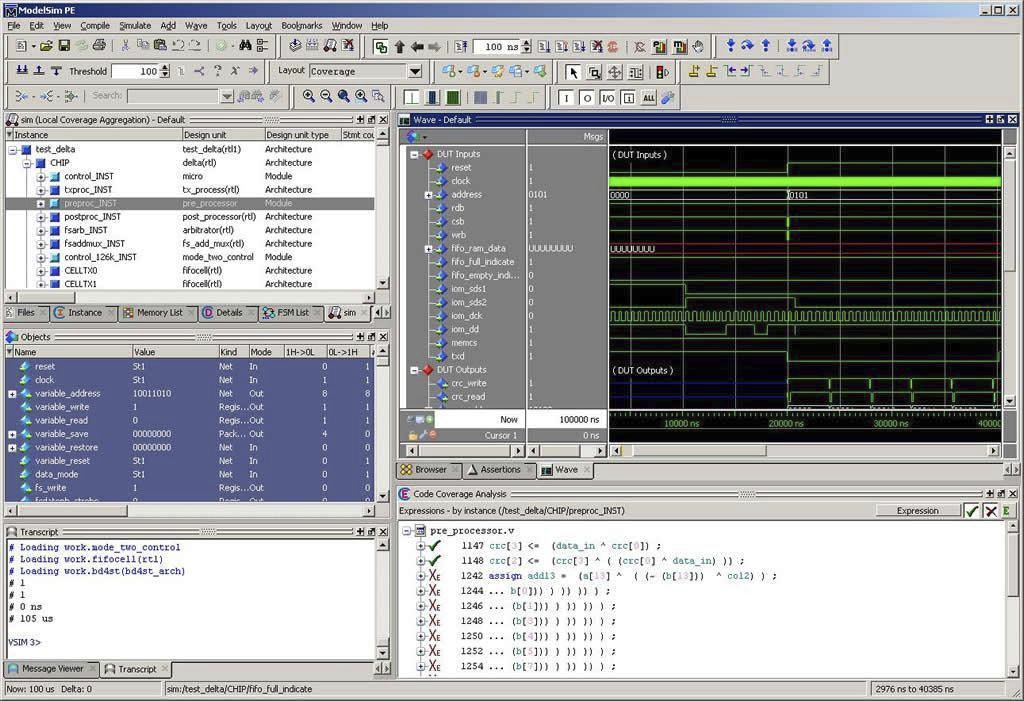 ModelSim PE
File Edit View Compile Simulate Add Wave Tools Layout Bookmarks Window Help
100 ns
Threshold 100 Layout Coverage
Search:
I O I/O ALL
sim (Local Coverage Aggregation) - Default
Instance Design unit Design unit type Stmt cou
test_delta test_delta(rtl1) Architecture
CHIP delta(rtl) Architecture
control_INST micro Module
txproc_INST tx_process(rtl) Architecture
preproc_INST pre_processor Module
postproc_INST post_processor(rtl) Architecture
fsarb_INST arbitrator(rtl) Architecture
fsaddmux_INST fs_add_mux(rtl) Architecture
control_126k_INST mode_two_control Module
CELLTX0 fifocell(rtl) Architecture
CELLTX1 fifocell(rtl) Architecture
Files Instance Memory List Details FSM List sim
Objects
Name Value Kind Mode 1H->0L 0L->1H
reset St1 Net In 0 1
clock St1 Net In 1 1
variable_address 10011010 Net Out 8 8
variable_write 1 Regis... Out 1 1
variable_read 0 Regis... Out 1 1
variable_save 00000000 Pack... Out 4 0
variable_restore 00000000 Net In 0 0
variable_reset St1 Net In 0 1
data_mode St1 Net In 0 1
fs_write 1 Regis... Out 0 1
Transcript
# Loading work.mode_two_control
# Loading work.fifocell(rtl)
# Loading work.bd4st(bd4st_arch)
# 1
# 1
# 0 ns
# 105 us
VSIM 3>
Message Viewer Transcript
Wave - Default
Msgs
DUT Inputs ( DUT Inputs )
reset 1
clock 1
address 0101 0000 0101
rdb 1
csb 1
wrb 1
fifo_ram_data UUUUUUUU UUUUUUUU
fifo_full_indicate 1
fifo_empty_indi... 0
iom_sds1 0
iom_sds2 0
iom_dck 0
iom_dd 0
memcs 1
txd 1
DUT Outputs ( DUT Outputs )
crc_write 1
crc_read 1
Now 100000 ns
Cursor 1 0 ns
10000 ns 20000 ns 30000 ns 40000
Browser Assertions Wave
Code Coverage Analysis
Expressions - by instance (/test_delta/CHIP/preproc_INST) Expression E
pre_processor.v
1147 crc[3] <= (data_in ^ crc[0]) ;
1148 crc[2] <= (crc[3] ^ ( (crc[0] ^ data_in) )) ;
1242 assign add13 = (a[13] ^ ( (~ (b[13])) ^ col2) ) ;
1244 ... b[0])) ) )) )) ) ;
1246 ... (b[1])) ) )) )) ) ;
1248 ... (b[3])) ) )) )) ) ;
1250 ... (b[4])) ) )) )) ) ;
1252 ... (b[5])) ) )) )) ) ;
1254 ... (b[7])) ) )) )) ) ;
Now: 100 us Delta: 0 sim:/test_delta/CHIP/fifo_full_indicate 2976 ns to 40385 ns